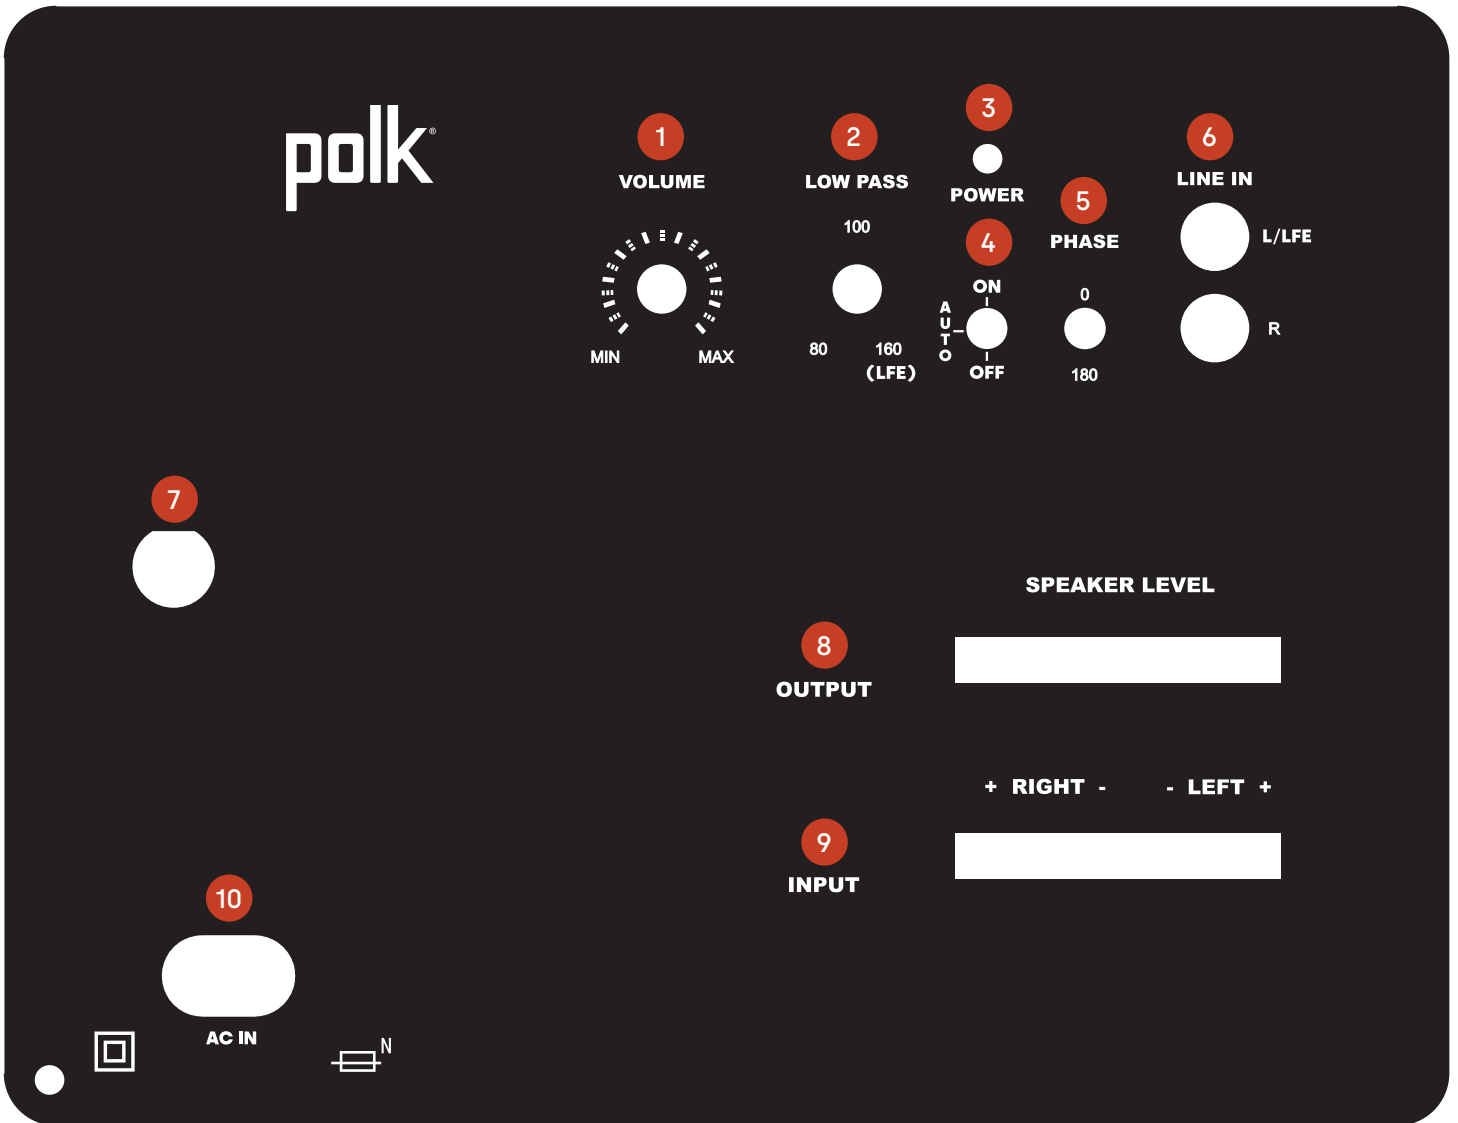 polk®
1
VOLUME
MIN
MAX
2
LOW PASS
100
80
160
(LFE)
3
POWER
4
ON
AUTO
OFF
5
PHASE
0
180
6
LINE IN
L/LFE
R
7
SPEAKER LEVEL
8
OUTPUT
+ RIGHT - - LEFT +
9
INPUT
10
AC IN
N